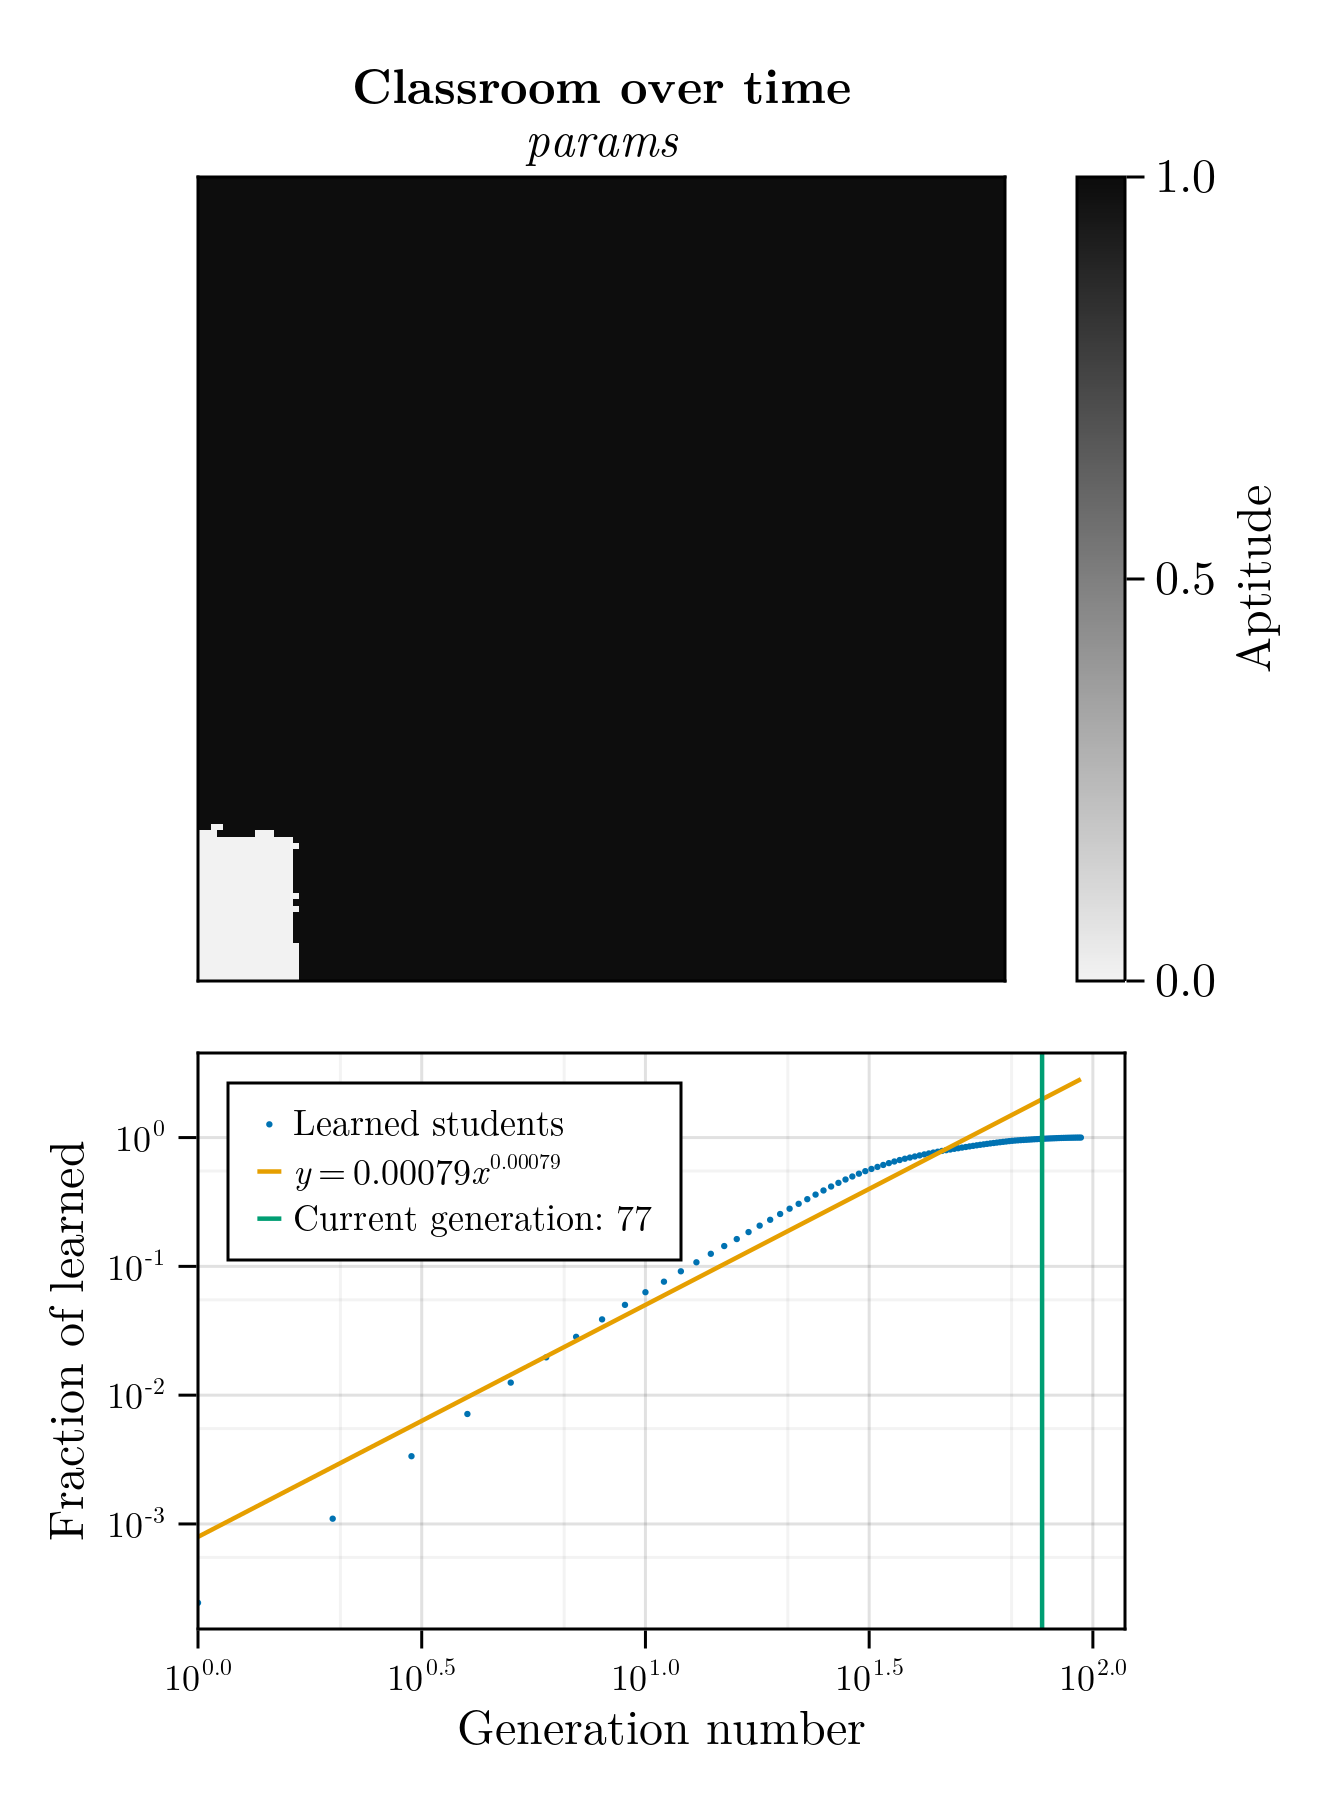 Classroom over time
params
1.0
0.5
0.0
Aptitude
Learned students
y = 0.00079x^0.00079
Current generation: 77
10^0
10^-1
10^-2
10^-3
Fraction of learned
10^0.0 10^0.5 10^1.0 10^1.5 10^2.0
Generation number